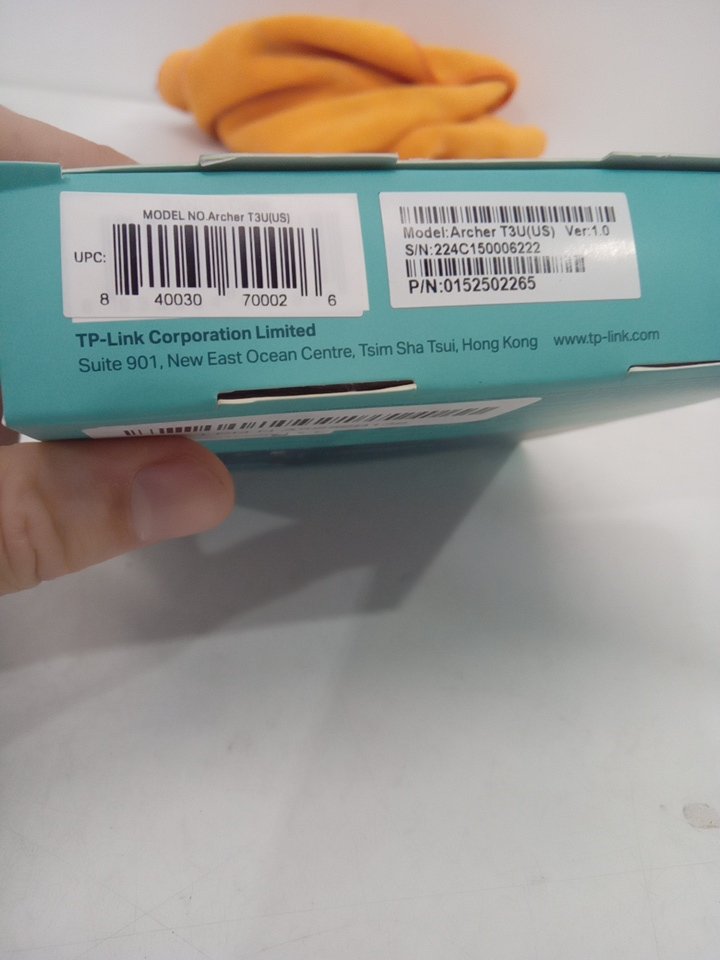 MODEL NO.Archer T3U(US)
UPC:
8 40030 70002 6
Model:Archer T3U(US) Ver:1.0
S/N:224C150006222
P/N:0152502265
TP-Link Corporation Limited
Suite 901, New East Ocean Centre, Tsim Sha Tsui, Hong Kong www.tp-link.com